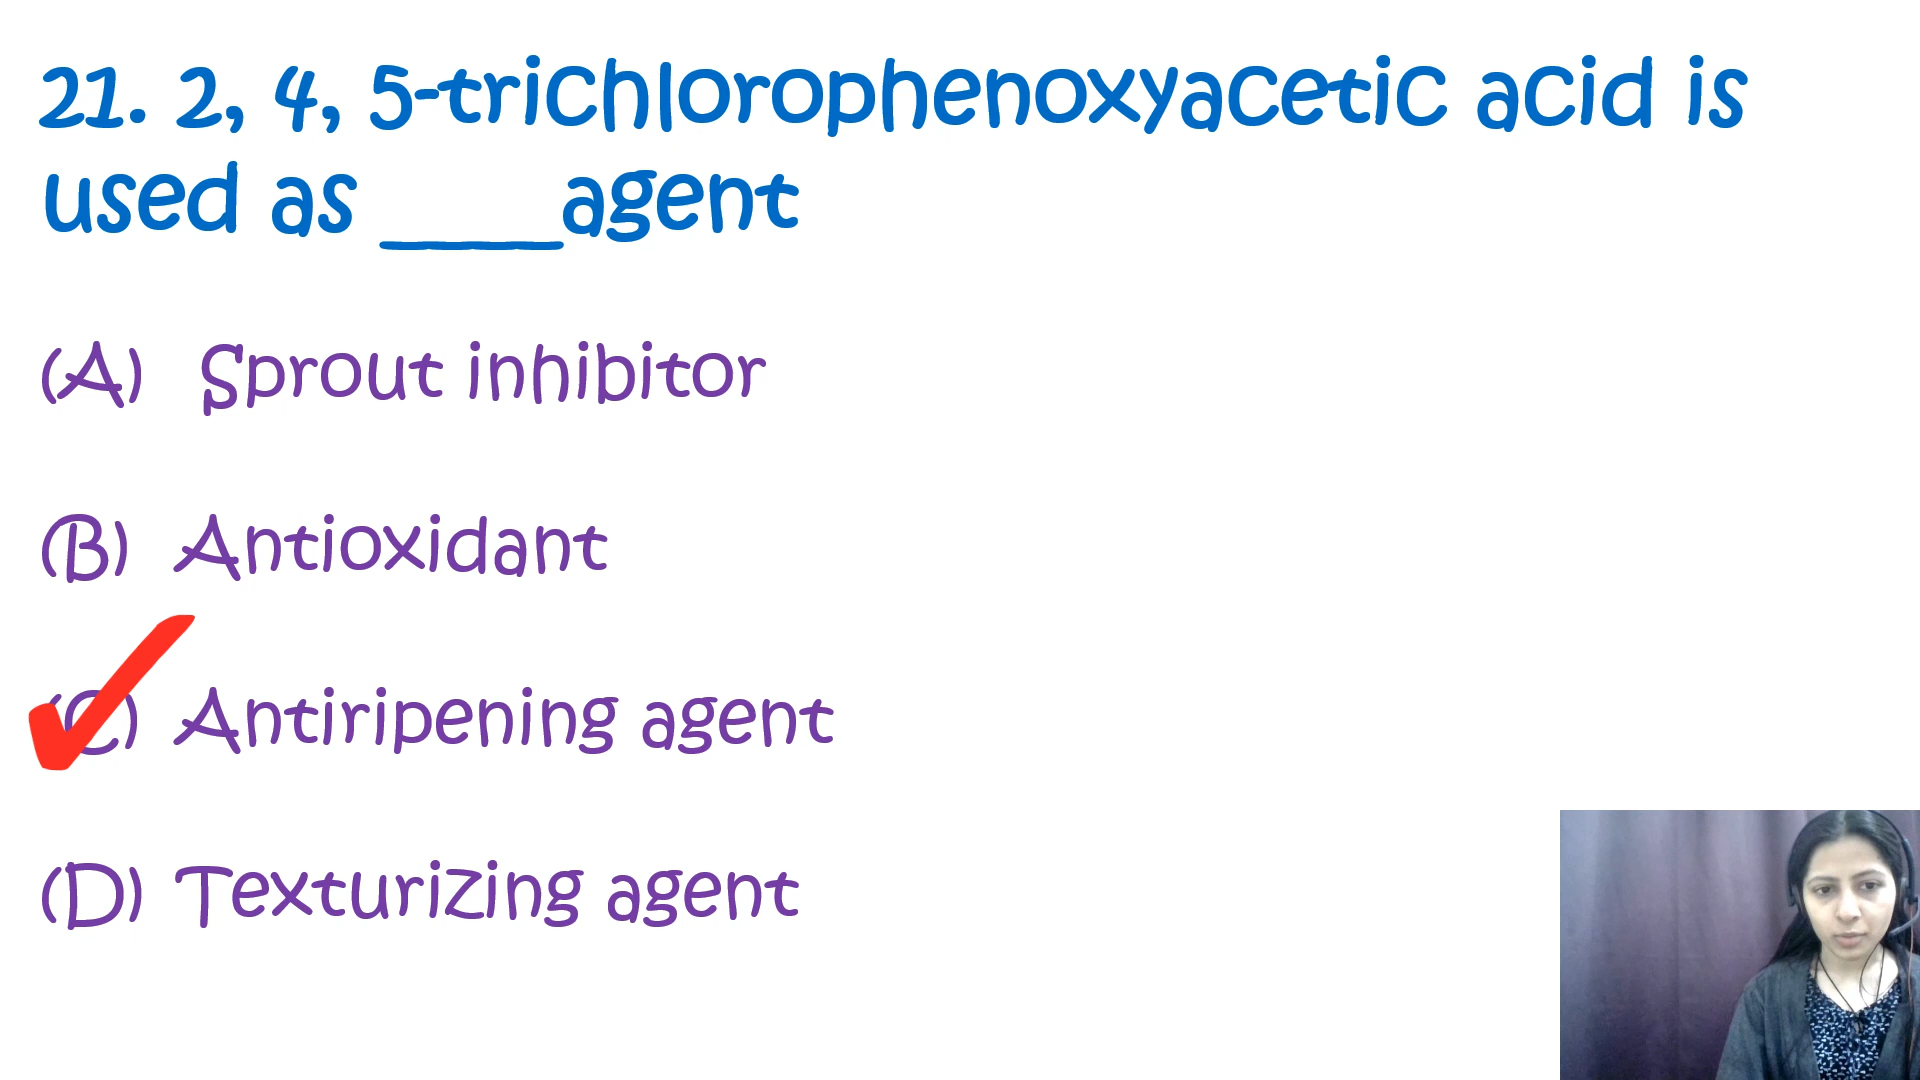 21. 2, 4, 5-trichlorophenoxyacetic acid is
used as ____agent
(A) Sprout inhibitor
(B) Antioxidant
(C) Antiripening agent
(D) Texturizing agent